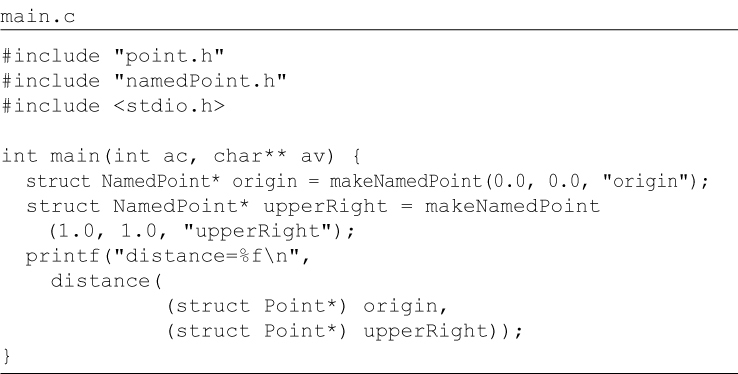 main.c
#include "point.h"
#include "namedPoint.h"
#include <stdio.h>
int main(int ac, char** av) {
struct NamedPoint* origin = makeNamedPoint(0.0, 0.0, "origin");
struct NamedPoint* upperRight = makeNamedPoint
(1.0, 1.0, "upperRight");
printf("distance=%f\n",
distance(
(struct Point*) origin,
(struct Point*) upperRight));
}